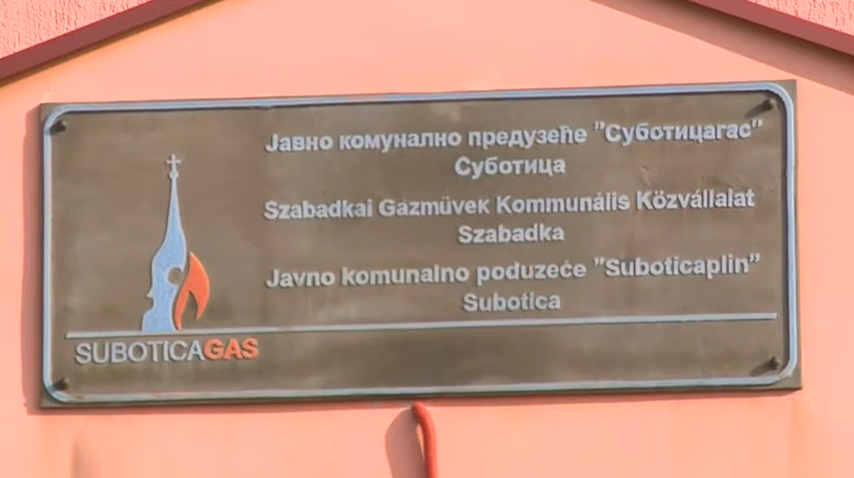 Јавно комунално предузеће "Суботицагас"
Суботица
Szabadkai Gazművek Kommunális Közvállalat
Szabadka
Javno komunalno poduzeće "Suboticaplin"
Subotica
SUBOTICAGAS